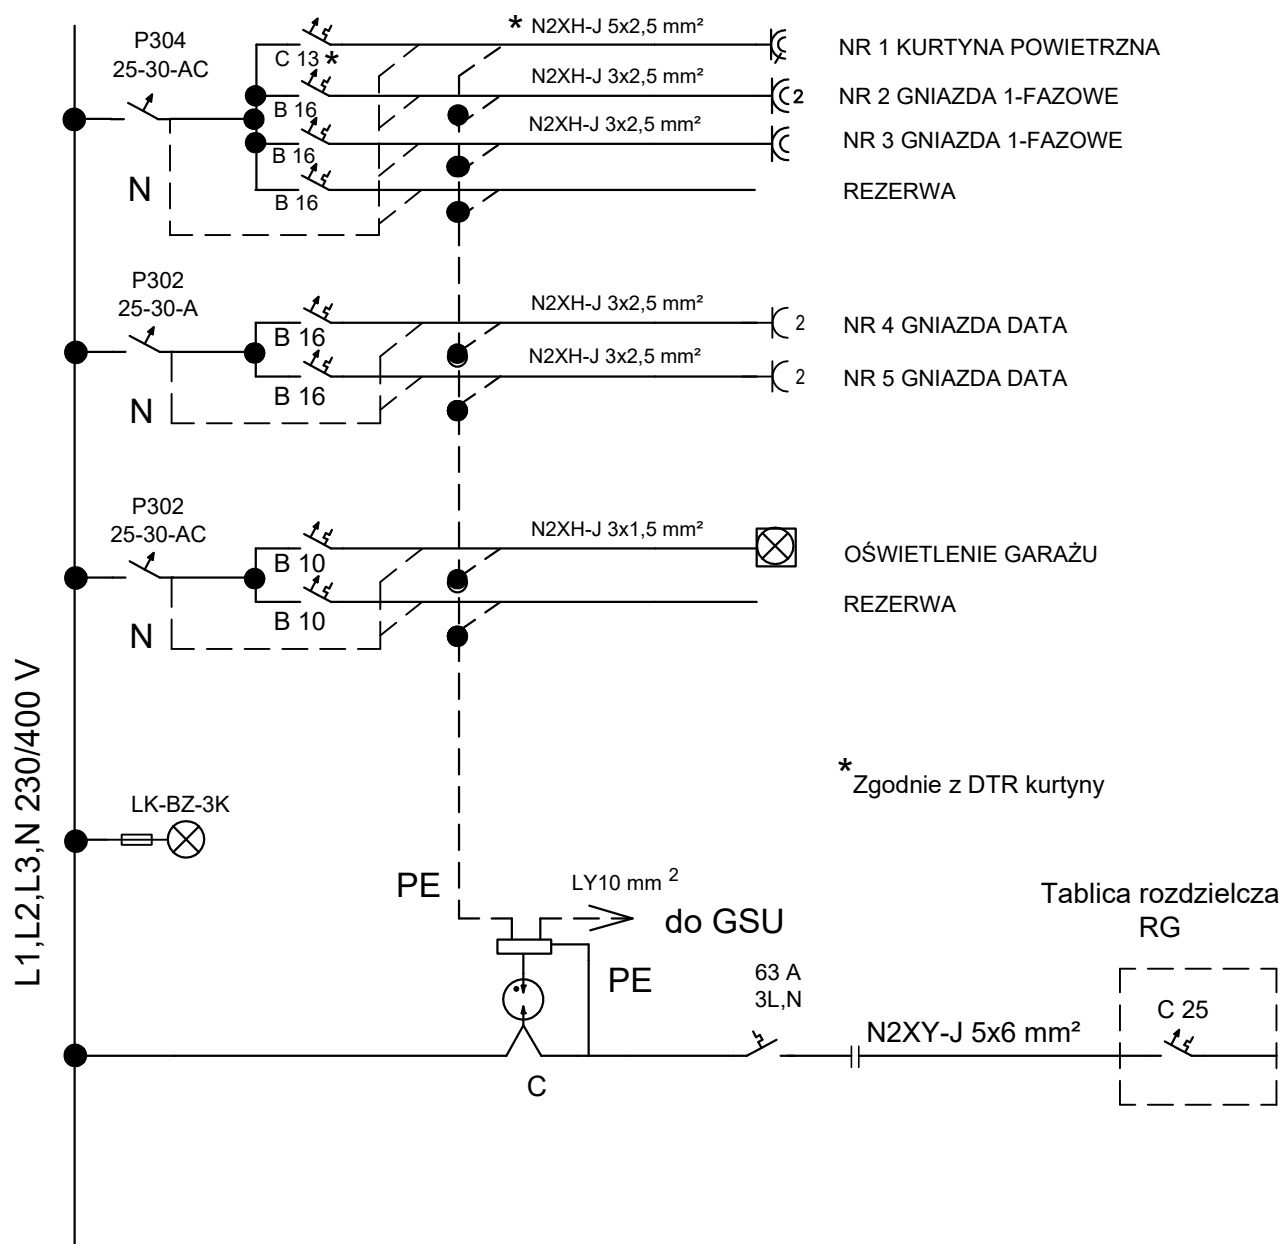 P304
25-30-AC
* N2XH-J 5x2,5 mm²
NR 1 KURTYNA POWIETRZNA
C 13 *
N2XH-J 3x2,5 mm²
2
NR 2 GNIAZDA 1-FAZOWE
B 16
N2XH-J 3x2,5 mm²
NR 3 GNIAZDA 1-FAZOWE
B 16
N
B 16
REZERWA
P302
25-30-A
N2XH-J 3x2,5 mm²
2
NR 4 GNIAZDA DATA
B 16
N2XH-J 3x2,5 mm²
2
NR 5 GNIAZDA DATA
B 16
N
P302
25-30-AC
N2XH-J 3x1,5 mm²
OŚWIETLENIE GARAŻU
B 10
REZERWA
B 10
N
L1,L2,L3,N 230/400 V
*Zgodnie z DTR kurtyny
LK-BZ-3K
PE
LY10 mm 2
do GSU
Tablica rozdzielcza
RG
PE
63 A
3L,N
N2XY-J 5x6 mm²
C 25
C